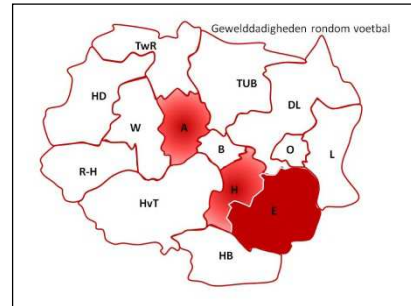 Gewelddadigheden rondom voetbal
TwR
TUB
HD
DL
W
A
B
O
L
R-H
H
HvT
E
HB